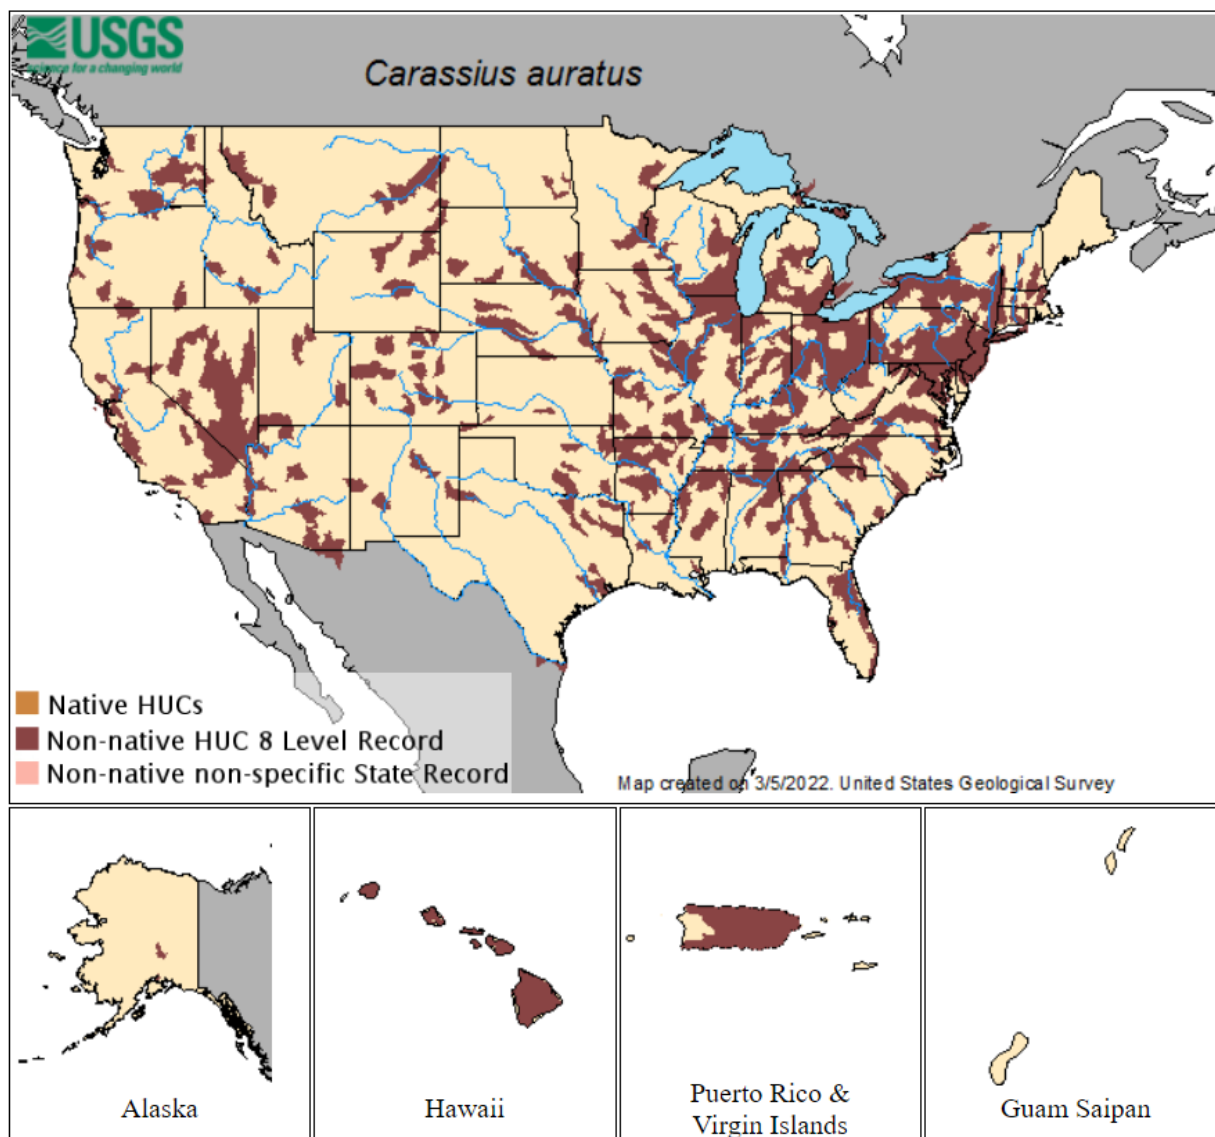 USGS
science for a changing world
Carassius auratus
Native HUCs
Non-native HUC 8 Level Record
Non-native non-specific State Record
Map created on 3/5/2022. United States Geological Survey
Alaska
Hawaii
Puerto Rico &
Virgin Islands
Guam Saipan